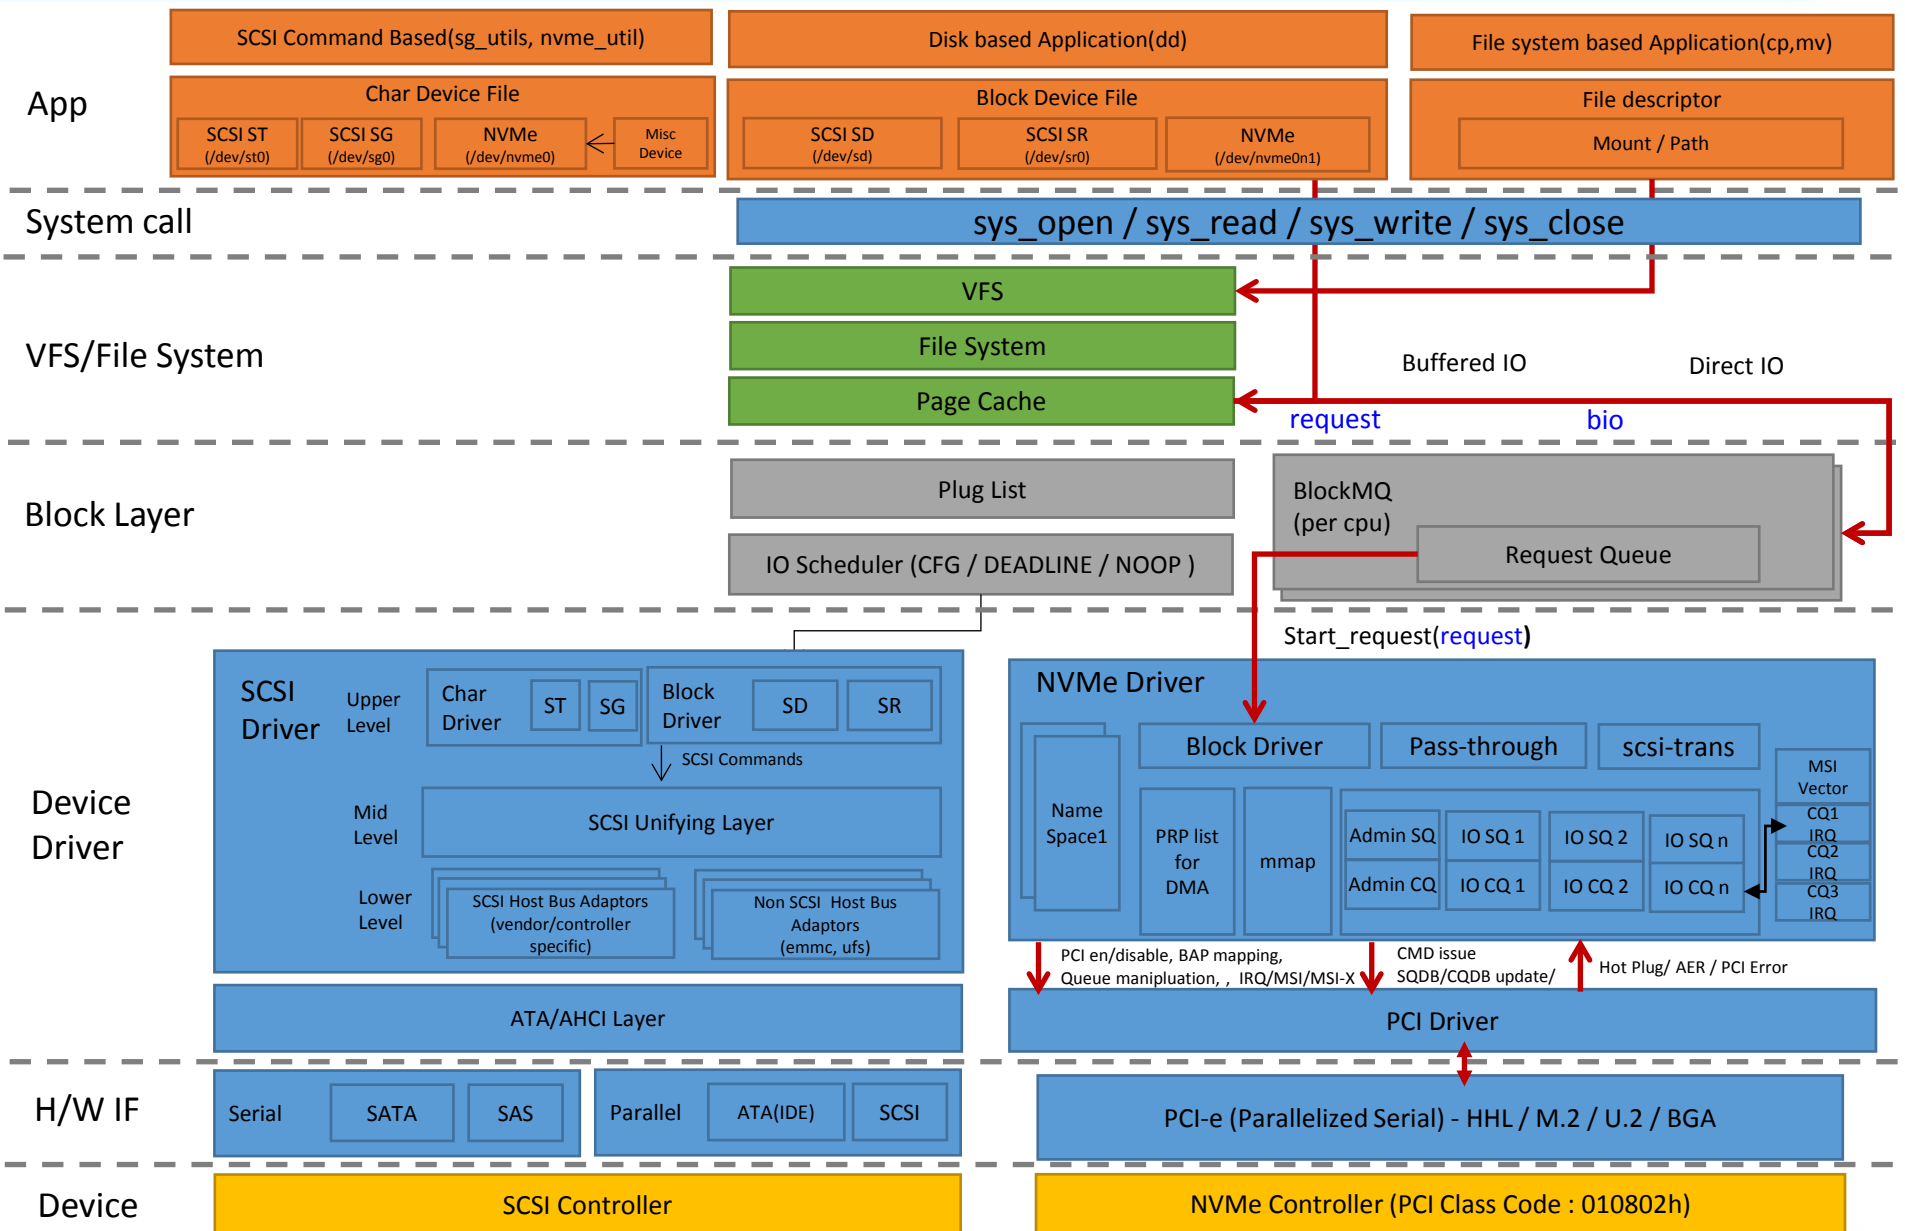 App
SCSI Command Based(sg_utils, nvme_util)
Disk based Application(dd)
File system based Application(cp,mv)
Char Device File
SCSI ST
(/dev/st0)
SCSI SG
(/dev/sg0)
NVMe
(/dev/nvme0)
Misc
Device
Block Device File
SCSI SD
(/dev/sd)
SCSI SR
(/dev/sr0)
NVMe
(/dev/nvme0n1)
File descriptor
Mount / Path
System call
sys_open / sys_read / sys_write / sys_close
VFS/File System
VFS
File System
Page Cache
Buffered IO
Direct IO
request
bio
Block Layer
Plug List
IO Scheduler (CFG / DEADLINE / NOOP )
BlockMQ
(per cpu)
Request Queue
Start_request(request)
Device
Driver
SCSI
Driver
Upper
Level
Char
Driver
ST
SG
Block
Driver
SD
SR
SCSI Commands
Mid
Level
SCSI Unifying Layer
Lower
Level
SCSI Host Bus Adaptors
(vendor/controller
specific)
Non SCSI  Host Bus
Adaptors
(emmc, ufs)
ATA/AHCI Layer
NVMe Driver
Name
Space1
Block Driver
Pass-through
scsi-trans
PRP list
for
DMA
mmap
Admin SQ
IO SQ 1
IO SQ 2
IO SQ n
Admin CQ
IO CQ 1
IO CQ 2
IO CQ n
MSI
Vector
CQ1
IRQ
CQ2
IRQ
CQ3
IRQ
PCI en/disable, BAP mapping,
Queue manipluation, ,  IRQ/MSI/MSI-X
CMD issue
SQDB/CQDB update/
Hot Plug/ AER / PCI Error
PCI Driver
H/W IF
Serial
SATA
SAS
Parallel
ATA(IDE)
SCSI
PCI-e (Parallelized Serial) - HHL / M.2 / U.2 / BGA
Device
SCSI Controller
NVMe Controller (PCI Class Code : 010802h)